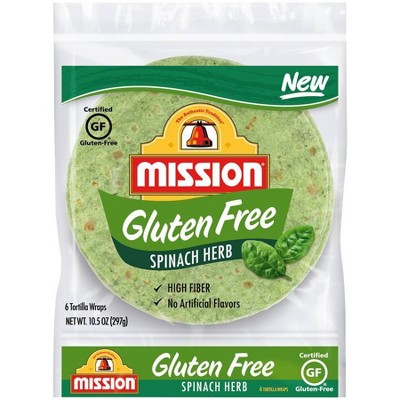 New
Certified
GF
Gluten-Free
The Authentic Tradition
MISSION
Gluten Free
SPINACH HERB
✓ HIGH FIBER
✓ No Artificial Flavors
6 Tortilla Wraps
NET WT. 10.5 OZ (297g)
MISSION
Gluten Free
SPINACH HERB
6 TORTILLA WRAPS
Certified
GF
Gluten-Free